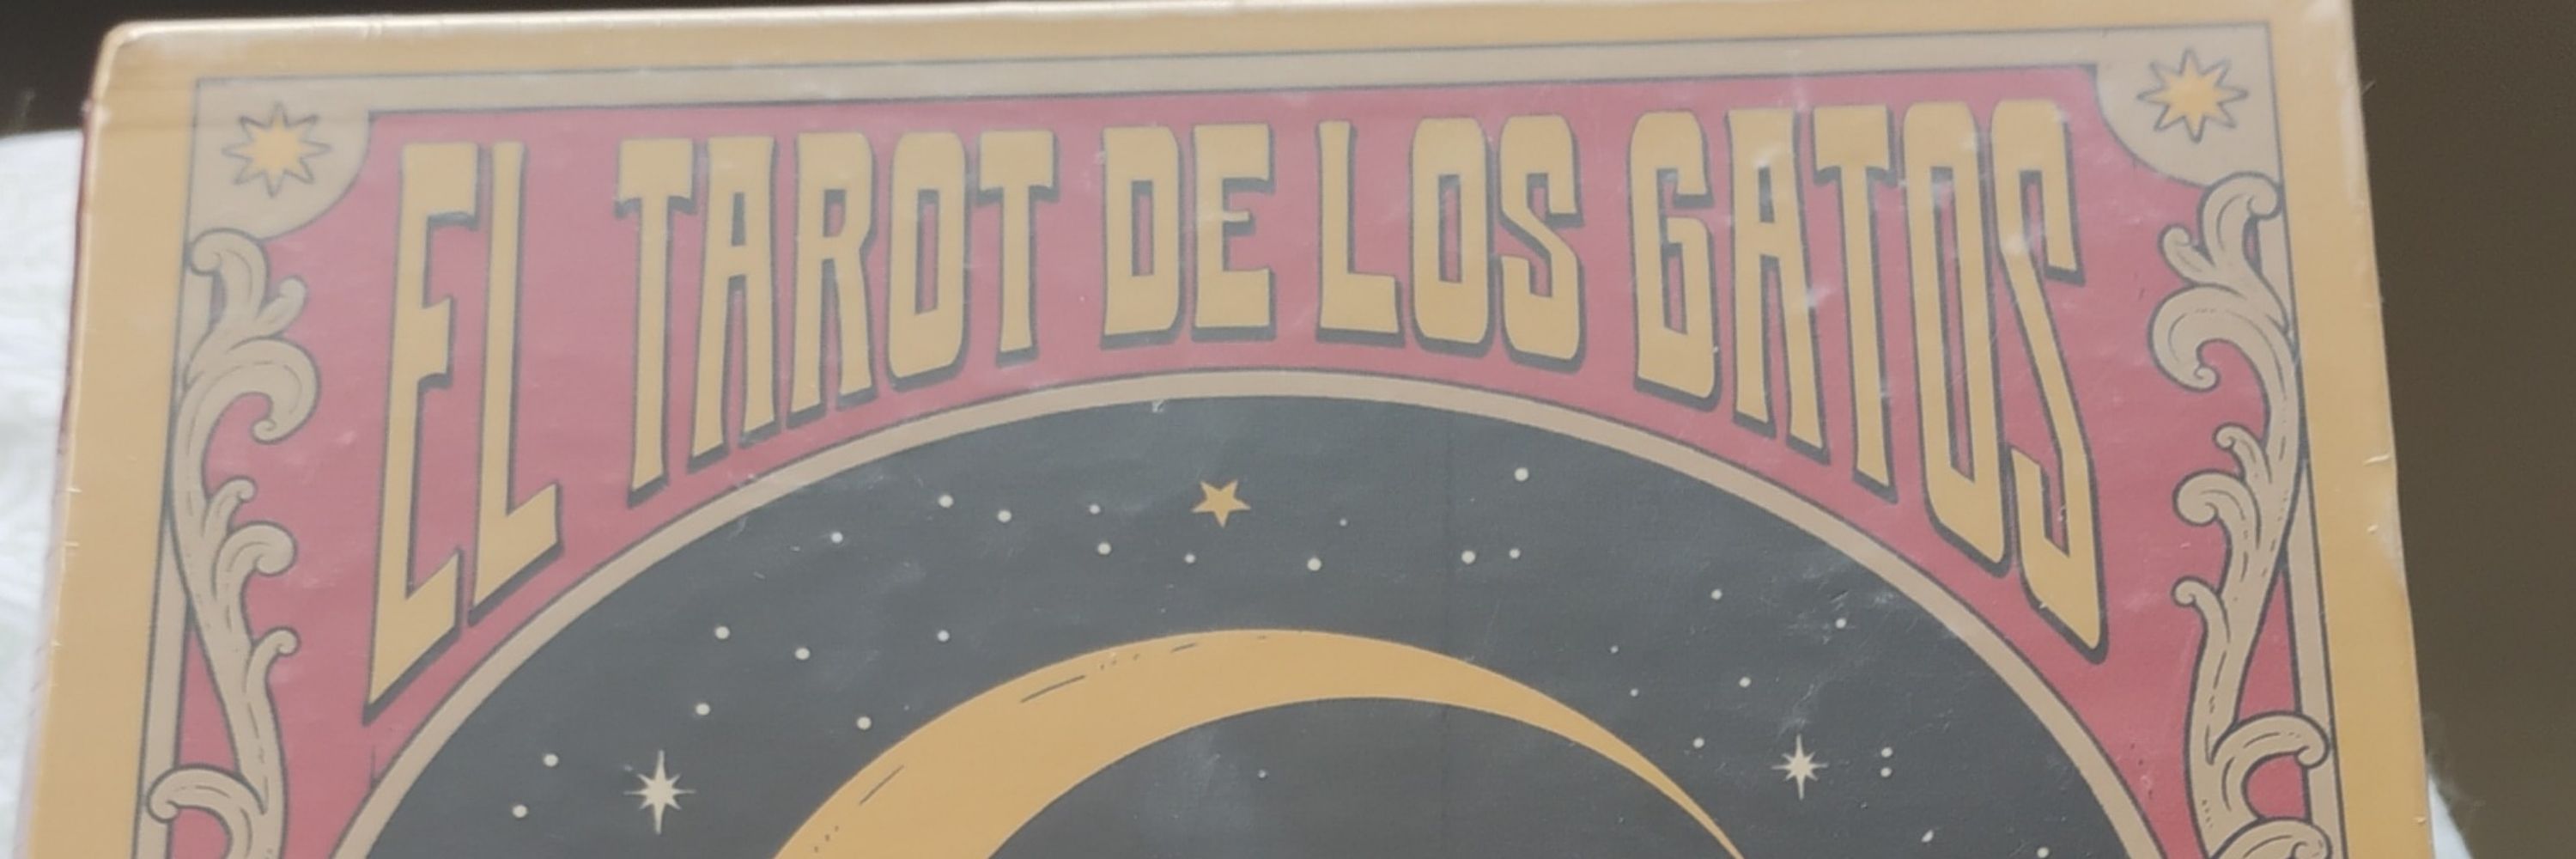 EL TAROT DE LOS GATOS